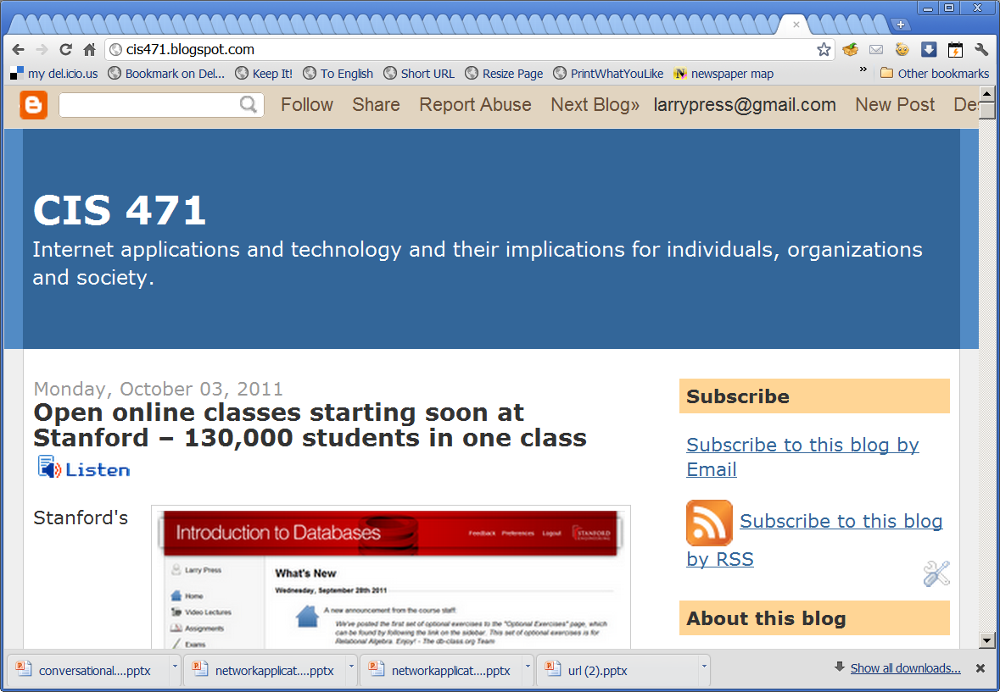 cis471.blogspot.com
my del.icio.us Bookmark on Del... Keep It! To English Short URL Resize Page PrintWhatYouLike newspaper map » Other bookmarks
Follow Share Report Abuse Next Blog» larrypress@gmail.com New Post Des
CIS 471
Internet applications and technology and their implications for individuals, organizations
and society.
Monday, October 03, 2011
Open online classes starting soon at
Stanford – 130,000 students in one class
Listen
Stanford's
Introduction to Databases Feedback Preferences Logout STANFORD ENGINEERING
Larry Press
Home
Video Lectures
Assignments
Exams
What's New
Wednesday, September 28th 2011
A new announcement from the course staff:
We've posted the first set of optional exercises to the "Optional Exercises" page, which
can be found by following the link on the sidebar. This set of optional exercises is for
Relational Algebra. Enjoy! - The db-class.org Team
Subscribe
Subscribe to this blog by
Email
Subscribe to this blog
by RSS
About this blog
conversational....pptx networkapplicat....pptx networkapplicat....pptx url (2).pptx Show all downloads...